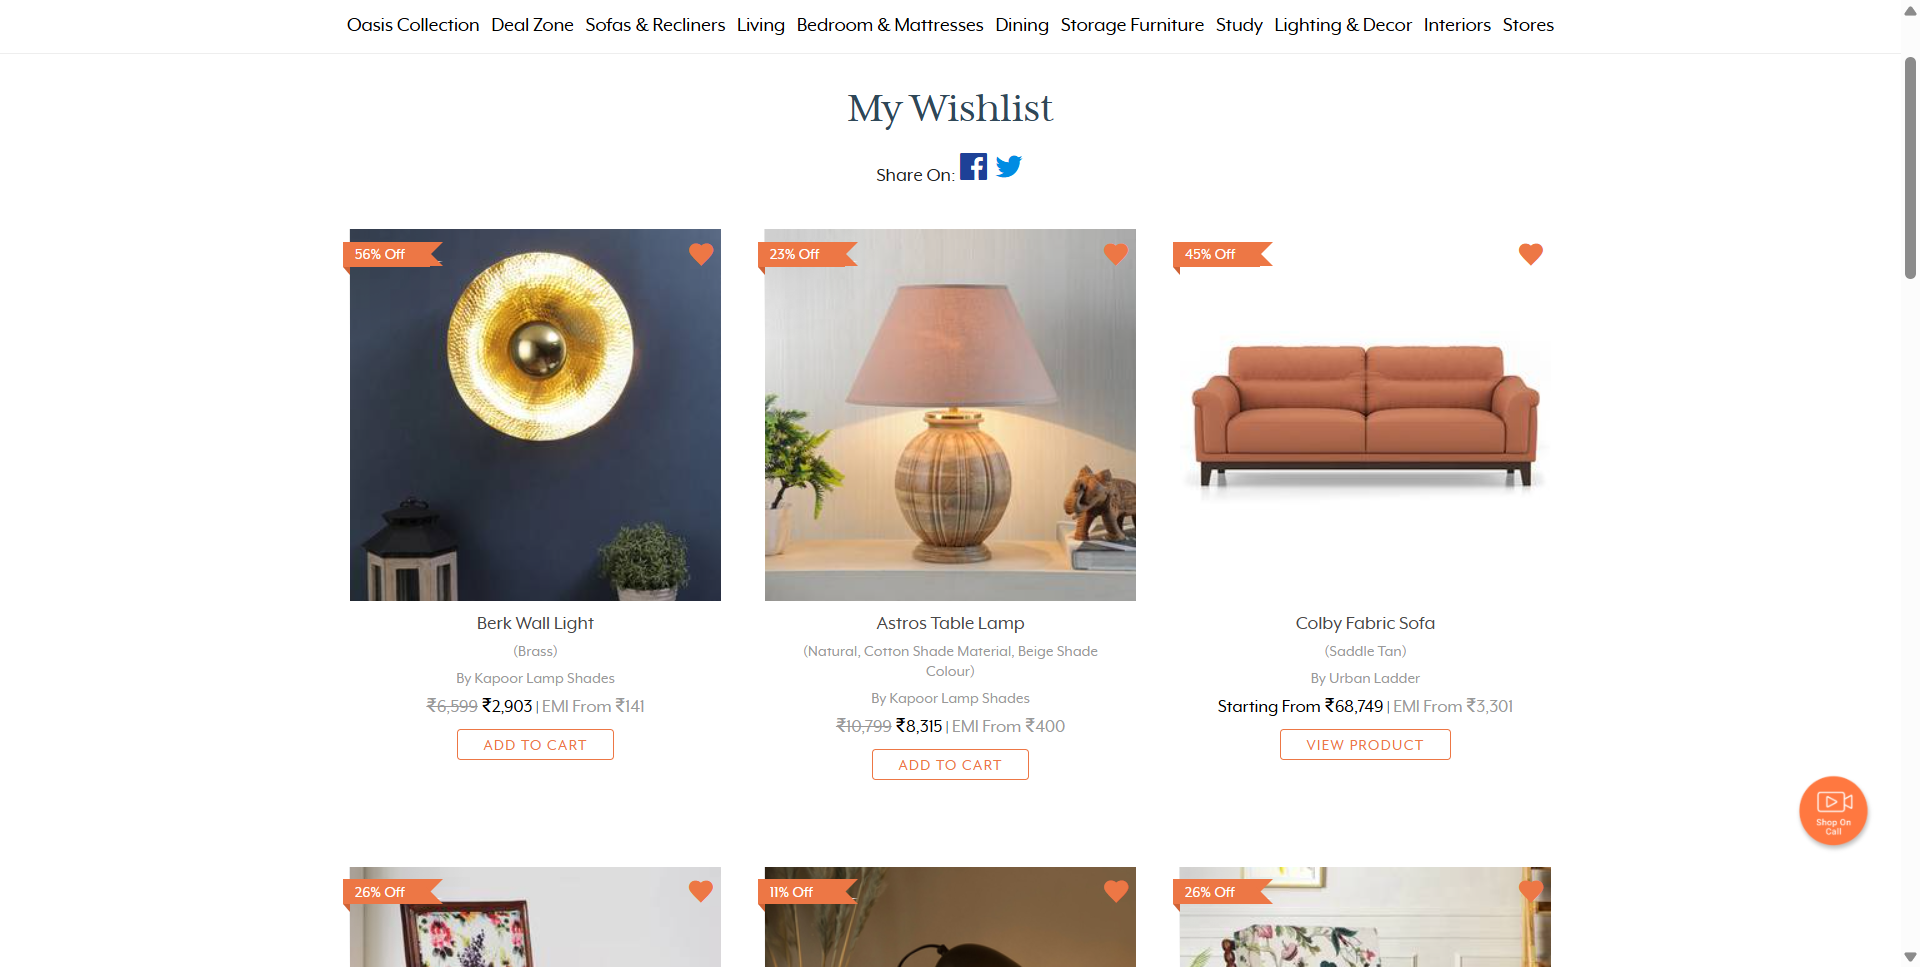 Oasis Collection Deal Zone Sofas & Recliners Living Bedroom & Mattresses Dining Storage Furniture Study Lighting & Decor Interiors Stores
My Wishlist
Share On:
56% Off
23% Off
45% Off
Berk Wall Light
(Brass)
By Kapoor Lamp Shades
₹6,599 ₹2,903 | EMI From ₹141
ADD TO CART
Astros Table Lamp
(Natural, Cotton Shade Material, Beige Shade
Colour)
By Kapoor Lamp Shades
₹10,799 ₹8,315 | EMI From ₹400
ADD TO CART
Colby Fabric Sofa
(Saddle Tan)
By Urban Ladder
Starting From ₹68,749 | EMI From ₹3,301
VIEW PRODUCT
Shop On
Call
26% Off
11% Off
26% Off